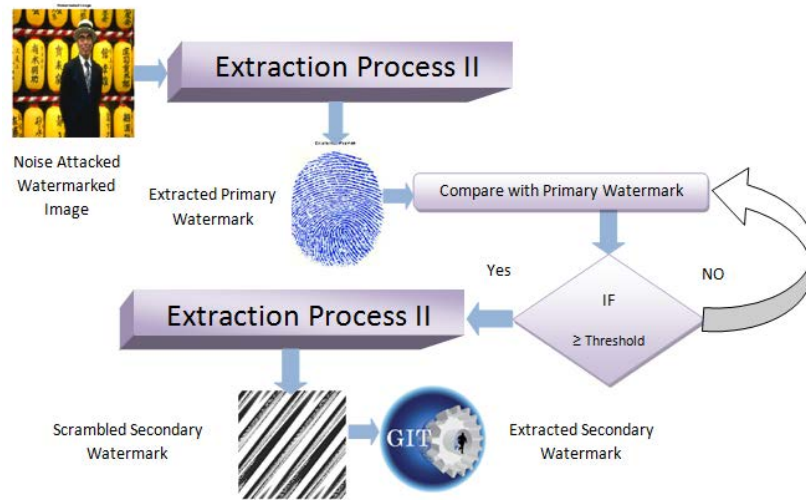 Extraction Process II
Noise Attacked
Watermarked
Image
Extracted Primary
Watermark
Compare with Primary Watermark
Yes
NO
IF
≥ Threshold
Extraction Process II
Scrambled Secondary
Watermark
GIT
Extracted Secondary
Watermark